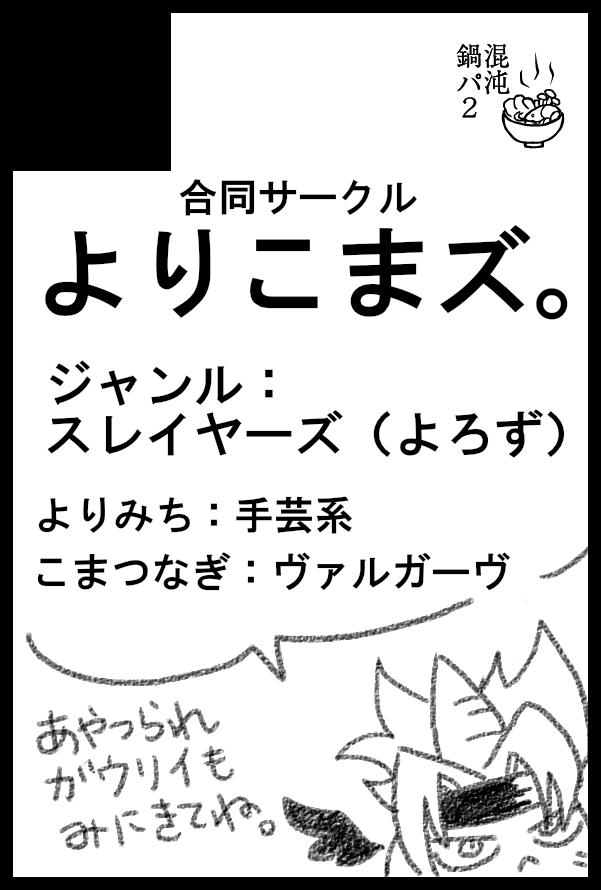 混沌
鍋パ2
合同サークル
よりこまズ。
ジャンル：
スレイヤーズ（よろず）
よりみち：手芸系
こまつなぎ：ヴァルガーヴ
あやつられ
ガウリイも
みにきてね。